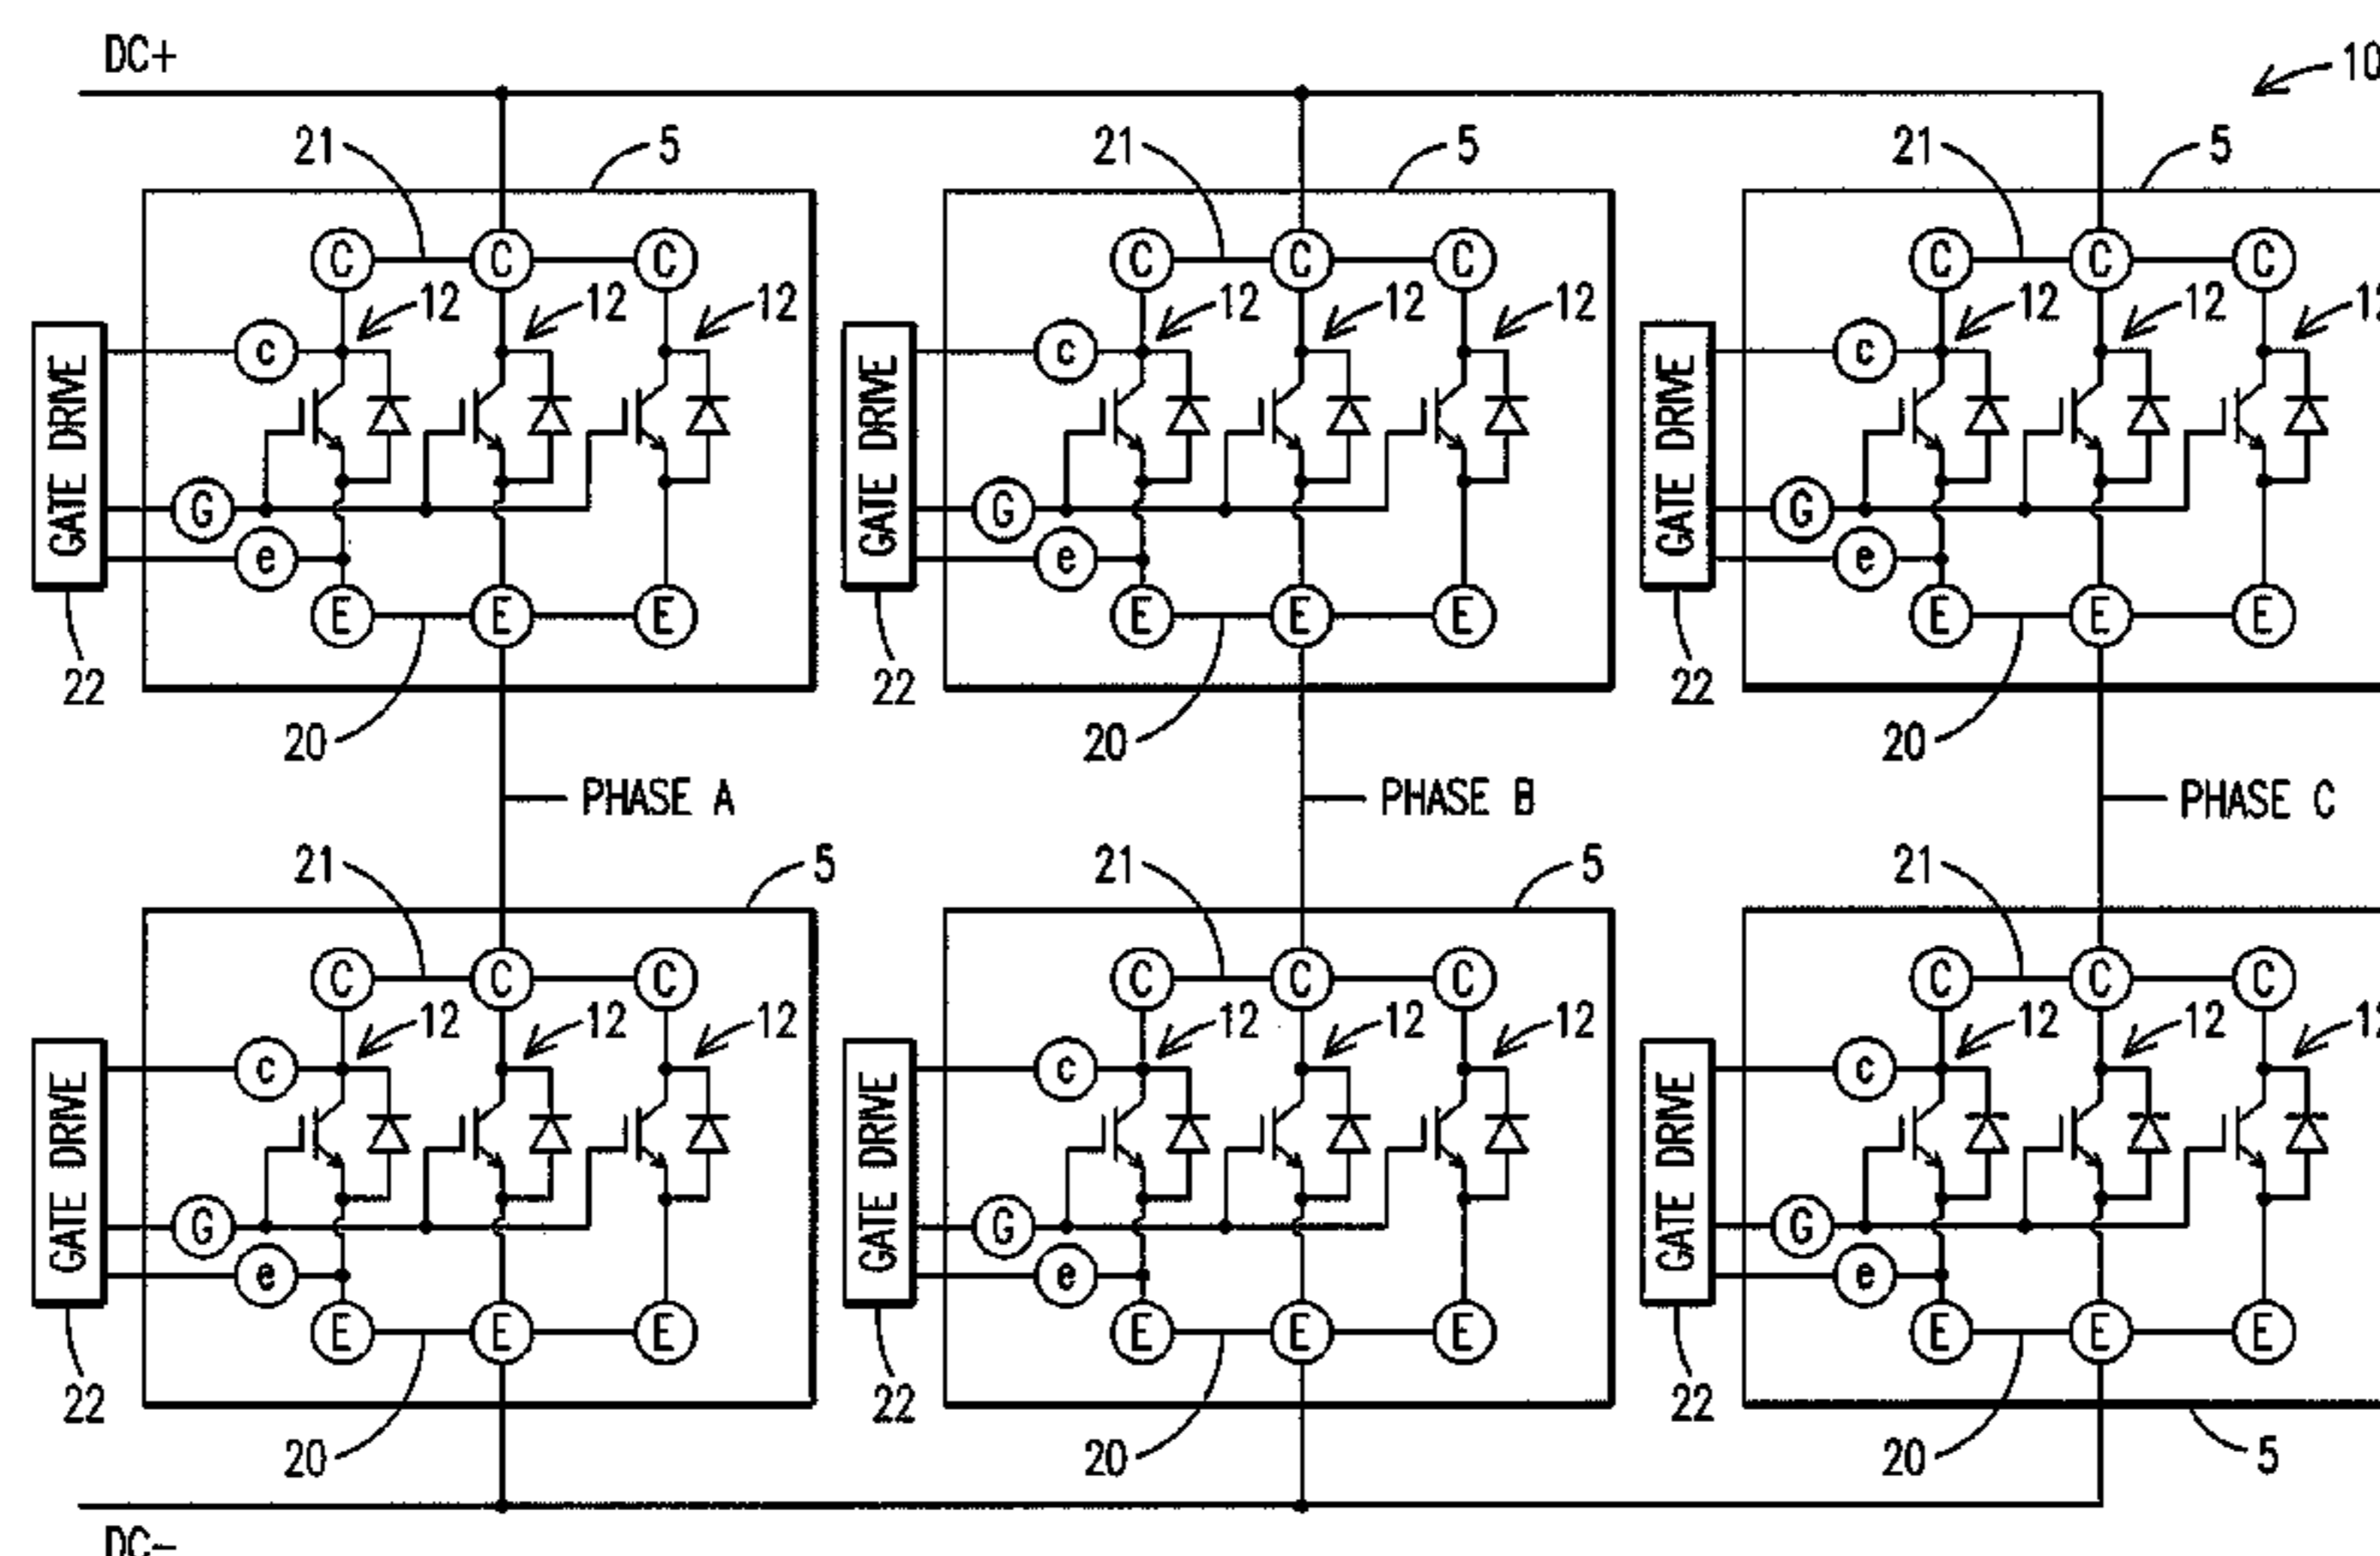 DC+
10
21 5 21 5 21 5
C C C C C C C C C
12 12 12 12 12 12 12 12 12
c c c
GATE DRIVE GATE DRIVE GATE DRIVE
G G G
e e e
E E E E E E E E E
22 22 22
20 20 20
PHASE A PHASE B PHASE C
21 5 21 5 21
C C C C C C C C C
12 12 12 12 12 12 12 12 12
c c c
GATE DRIVE GATE DRIVE GATE DRIVE
G G G
e e e
E E E E E E E E E
22 22 22
20 20 20 5
DC-